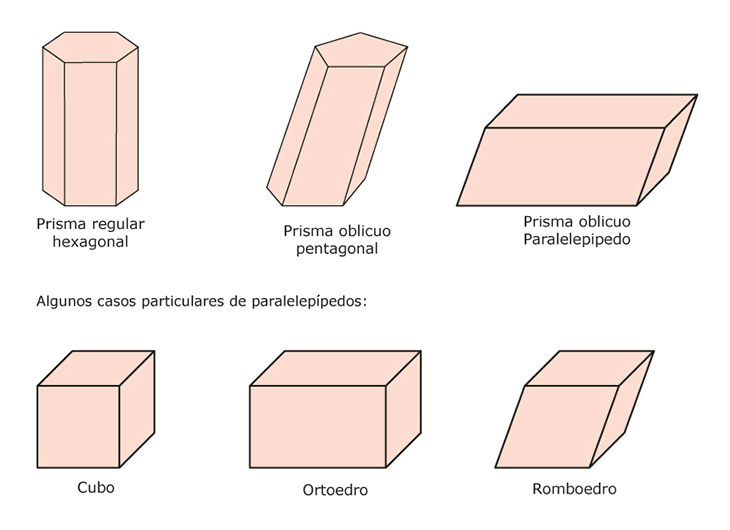 Prisma regular
hexagonal
Prisma oblicuo
pentagonal
Prisma oblicuo
Paralelepipedo
Algunos casos particulares de paralelepípedos:
Cubo
Ortoedro
Romboedro